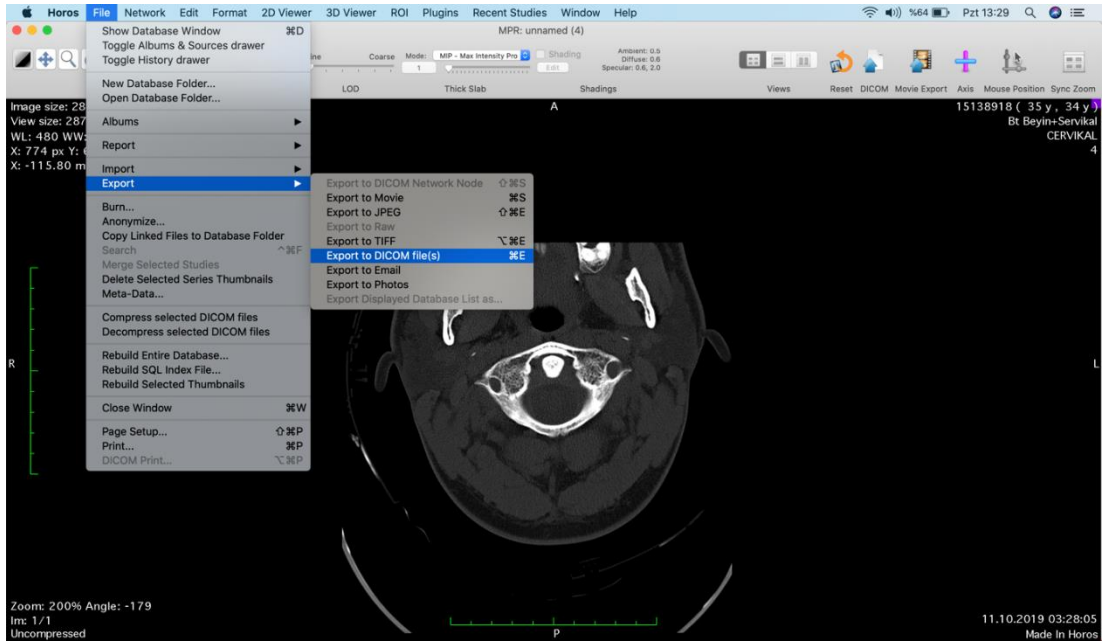 Horos File Network Edit Format 2D Viewer 3D Viewer ROI Plugins Recent Studies Window Help %64 Pzt 13:29
MPR: unnamed (4)
Show Database Window ⌘D
Toggle Albums & Sources drawer
Toggle History drawer
New Database Folder...
Open Database Folder...
Albums
Report
Import
Export
Burn...
Anonymize...
Copy Linked Files to Database Folder
Search ^⌘F
Merge Selected Studies
Delete Selected Series Thumbnails
Meta-Data...
Compress selected DICOM files
Decompress selected DICOM files
Rebuild Entire Database...
Rebuild SQL Index File...
Rebuild Selected Thumbnails
Close Window ⌘W
Page Setup... ⇧⌘P
Print... ⌘P
DICOM Print... ⌥⌘P
Export to DICOM Network Node ⇧⌘S
Export to Movie ⌘S
Export to JPEG ⇧⌘E
Export to Raw
Export to TIFF ⌥⌘E
Export to DICOM file(s) ⌘E
Export to Email
Export to Photos
Export Displayed Database List as...
Coarse Mode: MIP - Max Intensity Pro
1
Shading
Edit
Ambient: 0.5
Diffuse: 0.6
Specular: 0.6, 2.0
LOD Thick Slab Shadings Views Reset DICOM Movie Export Axis Mouse Position Sync Zoom
Image size: 28
View size: 287
WL: 480 WW:
X: 774 px Y:
X: -115.80 m
A
15138918 ( 35 y , 34 y )
Bt Beyin+Servikal
CERVIKAL
4
R
L
Zoom: 200% Angle: -179
Im: 1/1
Uncompressed
P
11.10.2019 03:28:05
Made In Horos